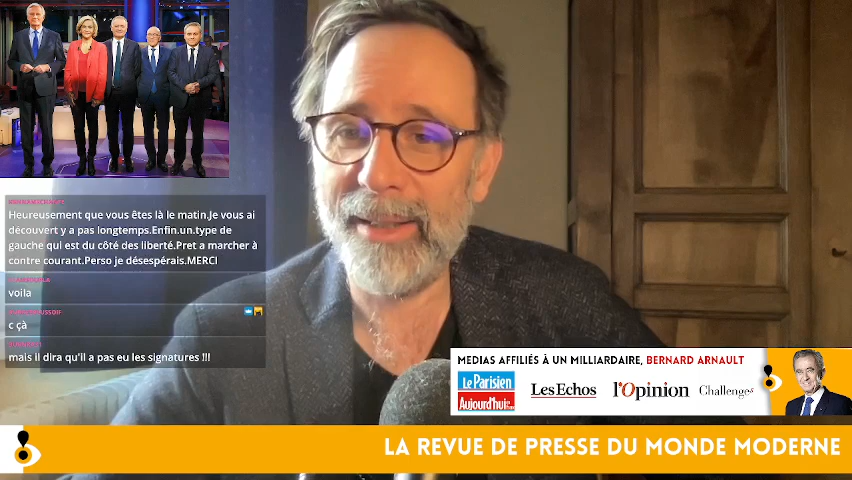 Heureusement que vous êtes là le matin,Je vous ai
découvert y a pas longtemps.Enfin.un.type de
gauche qui est du côté des liberté.Pret a marcher à
contre courant.Perso je désespérais.MERCI
voila
c çà
mais il dira qu'il a pas eu les signatures !!!
MEDIAS AFFILIÉS À UN MILLIARDAIRE, BERNARD ARNAULT
Le Parisien
Aujourd'hui
Les Echos
l'Opinion
Challenges
LA REVUE DE PRESSE DU MONDE MODERNE